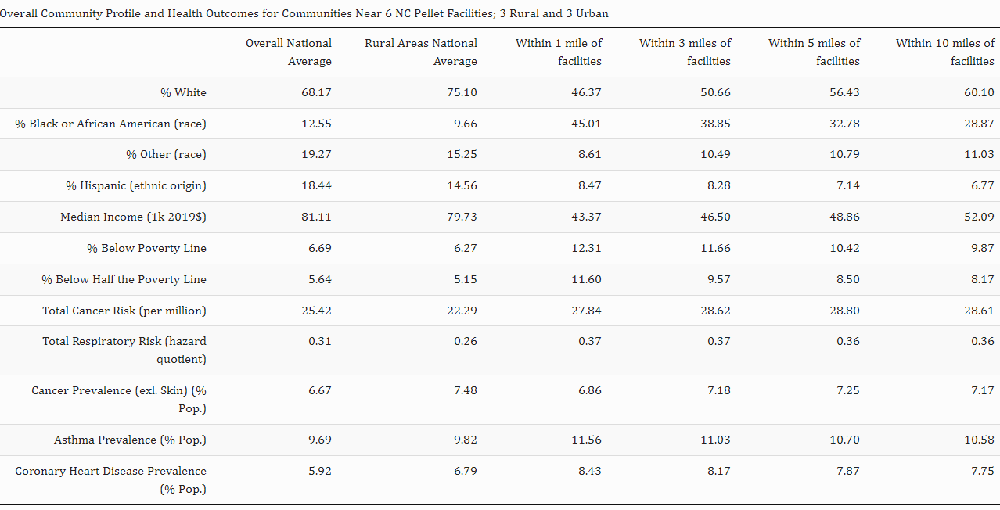 Overall Community Profile and Health Outcomes for Communities Near 6 NC Pellet Facilities; 3 Rural and 3 Urban
Overall National Average Rural Areas National Average Within 1 mile of facilities Within 3 miles of facilities Within 5 miles of facilities Within 10 miles of facilities
% White 68.17 75.10 46.37 50.66 56.43 60.10
% Black or African American (race) 12.55 9.66 45.01 38.85 32.78 28.87
% Other (race) 19.27 15.25 8.61 10.49 10.79 11.03
% Hispanic (ethnic origin) 18.44 14.56 8.47 8.28 7.14 6.77
Median Income (1k 2019$) 81.11 79.73 43.37 46.50 48.86 52.09
% Below Poverty Line 6.69 6.27 12.31 11.66 10.42 9.87
% Below Half the Poverty Line 5.64 5.15 11.60 9.57 8.50 8.17
Total Cancer Risk (per million) 25.42 22.29 27.84 28.62 28.80 28.61
Total Respiratory Risk (hazard quotient) 0.31 0.26 0.37 0.37 0.36 0.36
Cancer Prevalence (exl. Skin) (% Pop.) 6.67 7.48 6.86 7.18 7.25 7.17
Asthma Prevalence (% Pop.) 9.69 9.82 11.56 11.03 10.70 10.58
Coronary Heart Disease Prevalence (% Pop.) 5.92 6.79 8.43 8.17 7.87 7.75